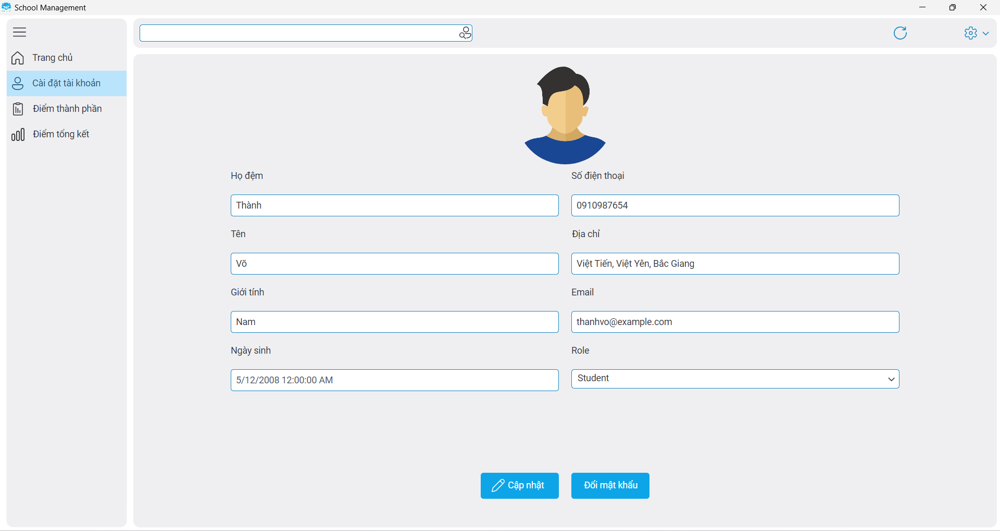 School Management
Trang chủ
Cài đặt tài khoản
Điểm thành phần
Điểm tổng kết
Họ đệm
Số điện thoại
Thành
0910987654
Tên
Địa chỉ
Võ
Việt Tiến, Việt Yên, Bắc Giang
Giới tính
Email
Nam
thanhvo@example.com
Ngày sinh
Role
5/12/2008 12:00:00 AM
Student
Cập nhật
Đổi mật khẩu